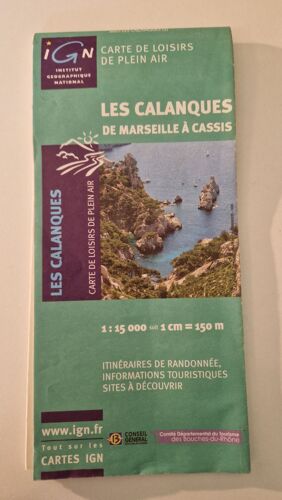 IGN
INSTITUT
GEOGRAPHIQUE
NATIONAL
CARTE DE LOISIRS
DE PLEIN AIR
LES CALANQUES
DE MARSEILLE À CASSIS
LES CALANQUES
CARTE DE LOISIRS DE PLEIN AIR
1 : 15 000 soit 1 cm = 150 m
ITINÉRAIRES DE RANDONNÉE,
INFORMATIONS TOURISTIQUES
SITES À DÉCOUVRIR
www.ign.fr
Tout sur les
CARTES IGN
CONSEIL
GENERAL
Comité Départemental du Tourisme
des Bouches-du-Rhône